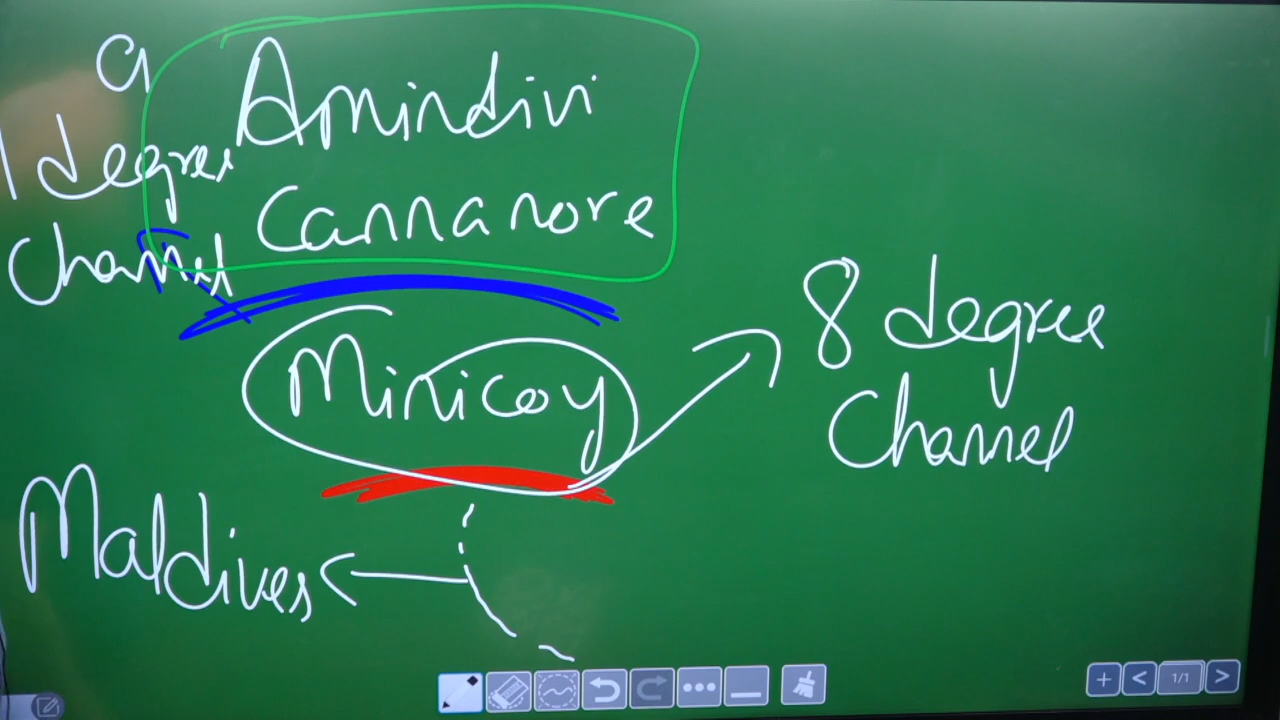 9
degree
channel
Amindivi
Cannanore
Minicoy
8 degree
Channel
Maldives
1/1